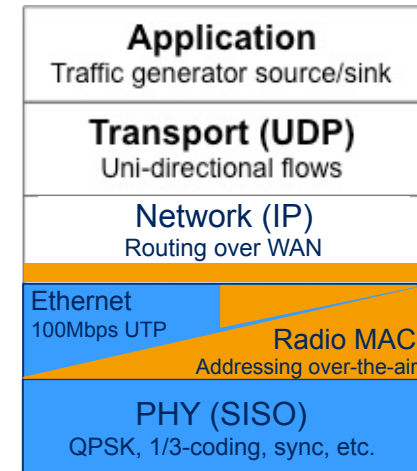 Application
Traffic generator source/sink
Transport (UDP)
Uni-directional flows
Network (IP)
Routing over WAN
Ethernet
100Mbps UTP
Radio MAC
Addressing over-the-air
PHY (SISO)
QPSK, 1/3-coding, sync, etc.